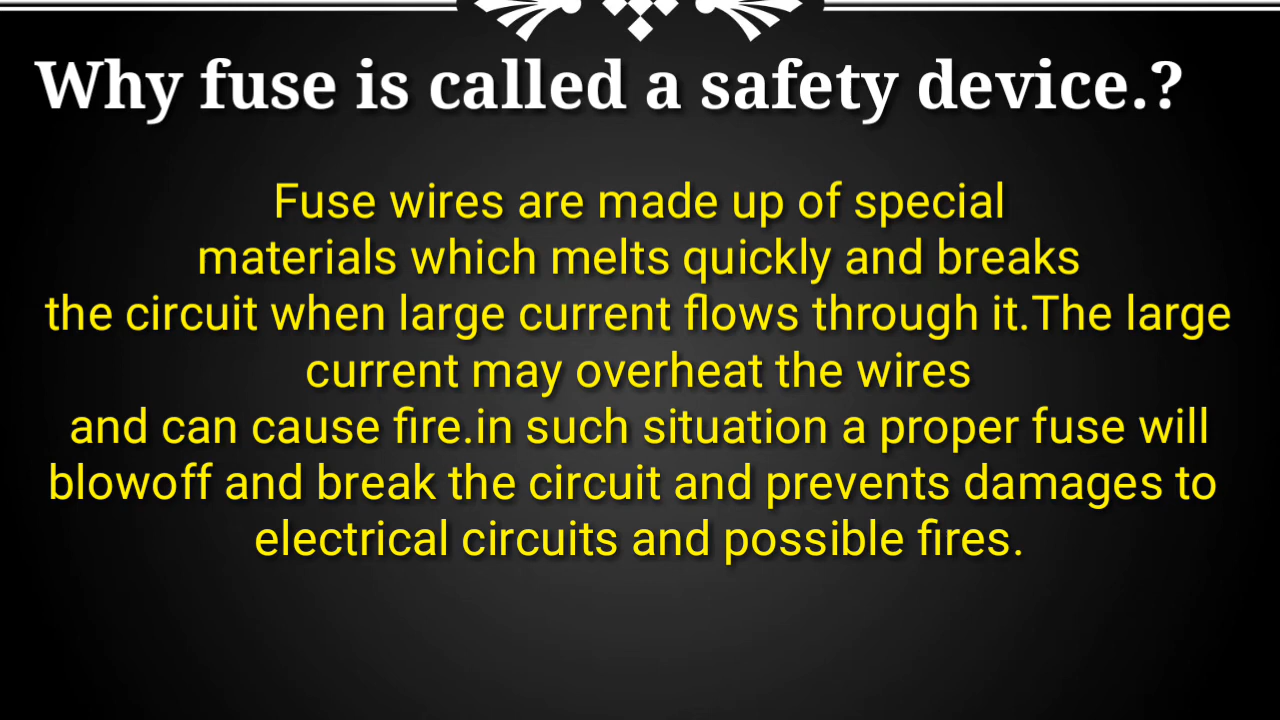 Why fuse is called a safety device.?
Fuse wires are made up of special
materials which melts quickly and breaks
the circuit when large current flows through it.The large
current may overheat the wires
and can cause fire.in such situation a proper fuse will
blowoff and break the circuit and prevents damages to
electrical circuits and possible fires.